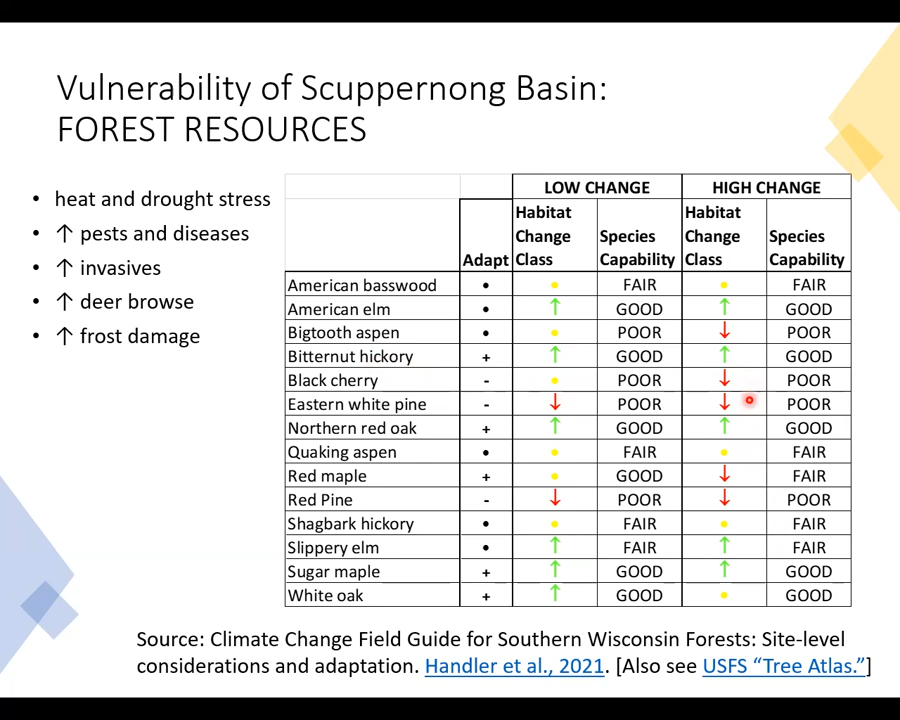 Vulnerability of Scuppernong Basin:
FOREST RESOURCES
• heat and drought stress
• ↑ pests and diseases
• ↑ invasives
• ↑ deer browse
• ↑ frost damage
LOW CHANGE HIGH CHANGE
Adapt Habitat Change Class Species Capability Habitat Change Class Species Capability
American basswood • • FAIR • FAIR
American elm • ↑ GOOD ↑ GOOD
Bigtooth aspen • • POOR ↓ POOR
Bitternut hickory + ↑ GOOD ↑ GOOD
Black cherry - • POOR ↓ POOR
Eastern white pine - ↓ POOR ↓ POOR
Northern red oak + ↑ GOOD ↑ GOOD
Quaking aspen • • FAIR • FAIR
Red maple + • GOOD ↓ FAIR
Red Pine - ↓ POOR ↓ POOR
Shagbark hickory • • FAIR • FAIR
Slippery elm • ↑ FAIR ↑ FAIR
Sugar maple + ↑ GOOD ↑ GOOD
White oak + ↑ GOOD • GOOD
Source: Climate Change Field Guide for Southern Wisconsin Forests: Site-level
considerations and adaptation. Handler et al., 2021. [Also see USFS “Tree Atlas.”]